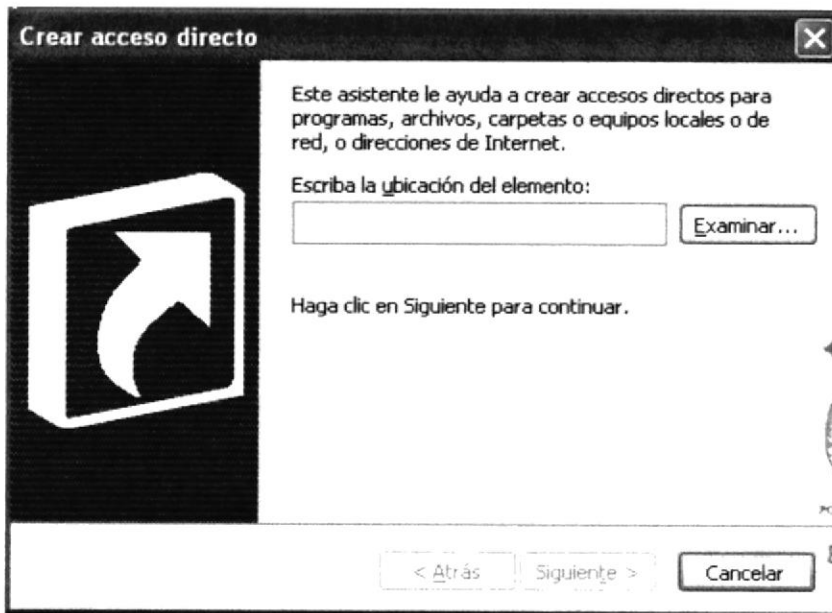 Crear acceso directo
Este asistente le ayuda a crear accesos directos para
programas, archivos, carpetas o equipos locales o de
red, o direcciones de Internet.
Escriba la ubicación del elemento:
Examinar...
Haga clic en Siguiente para continuar.
< Atrás Siguiente > Cancelar